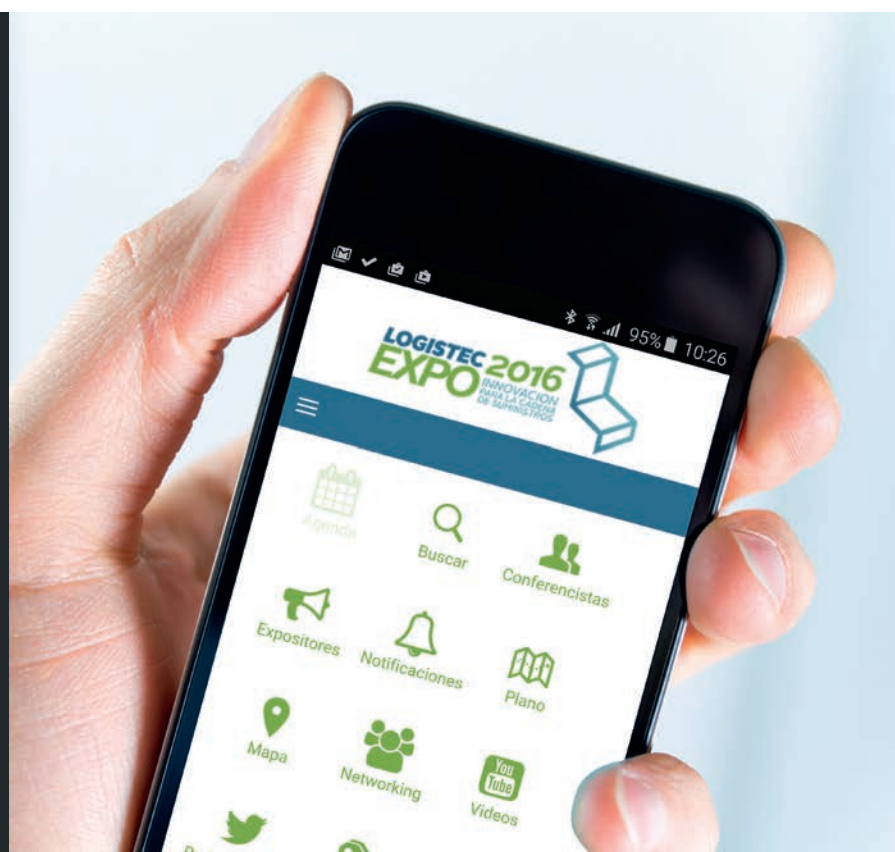 95% 10:26
LOGISTEC
EXPO 2016
INNOVACION
PARA LA CADENA
DE SUMINISTROS
Agenda
Buscar
Conferencistas
Expositores
Notificaciones
Plano
Mapa
Networking
You
Tube
Videos